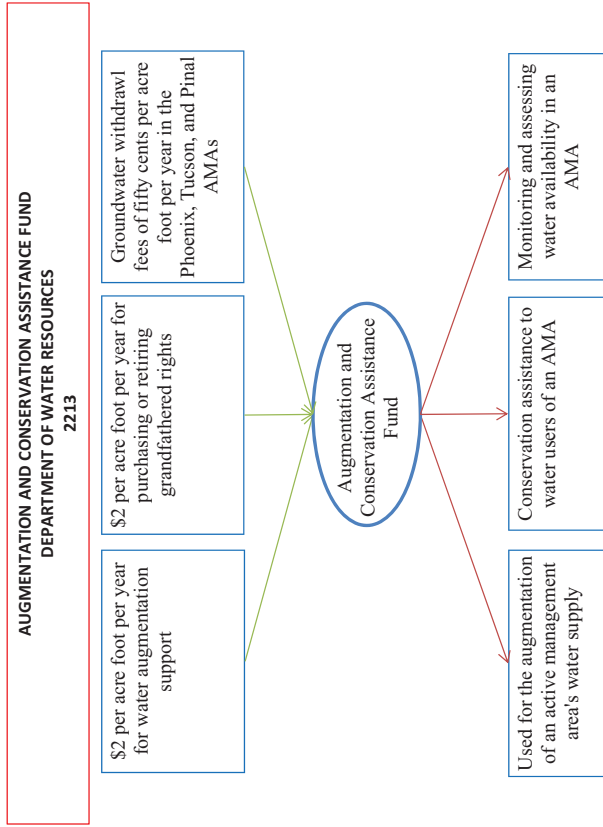 AUGMENTATION AND CONSERVATION ASSISTANCE FUND
DEPARTMENT OF WATER RESOURCES
2213
$2 per acre foot per year
for water augmentation
support
$2 per acre foot per year for
purchasing or retiring
grandfathered rights
Groundwater withdrawl
fees of fifty cents per acre
foot per year in the
Phoenix, Tucson, and Pinal
AMAs
Augmentation and
Conservation Assistance
Fund
Used for the augmentation
of an active management
area's water supply
Conservation assistance to
water users of an AMA
Monitoring and assessing
water availability in an
AMA